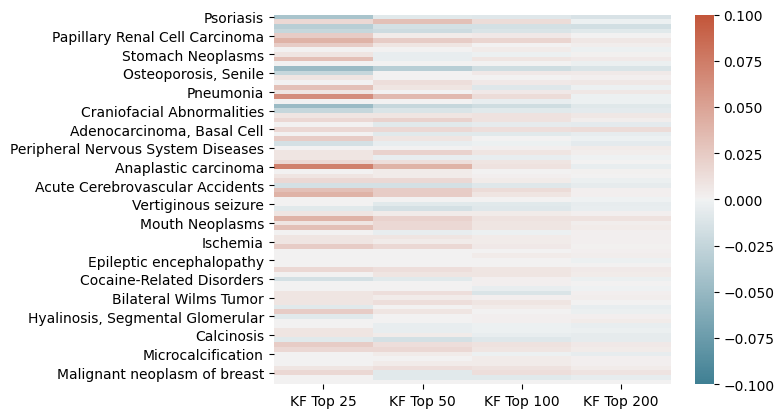 Psoriasis
Papillary Renal Cell Carcinoma
Stomach Neoplasms
Osteoporosis, Senile
Pneumonia
Craniofacial Abnormalities
Adenocarcinoma, Basal Cell
Peripheral Nervous System Diseases
Anaplastic carcinoma
Acute Cerebrovascular Accidents
Vertiginous seizure
Mouth Neoplasms
Ischemia
Epileptic encephalopathy
Cocaine-Related Disorders
Bilateral Wilms Tumor
Hyalinosis, Segmental Glomerular
Calcinosis
Microcalcification
Malignant neoplasm of breast
KF Top 25 KF Top 50 KF Top 100 KF Top 200
0.100
0.075
0.050
0.025
0.000
−0.025
−0.050
−0.075
−0.100